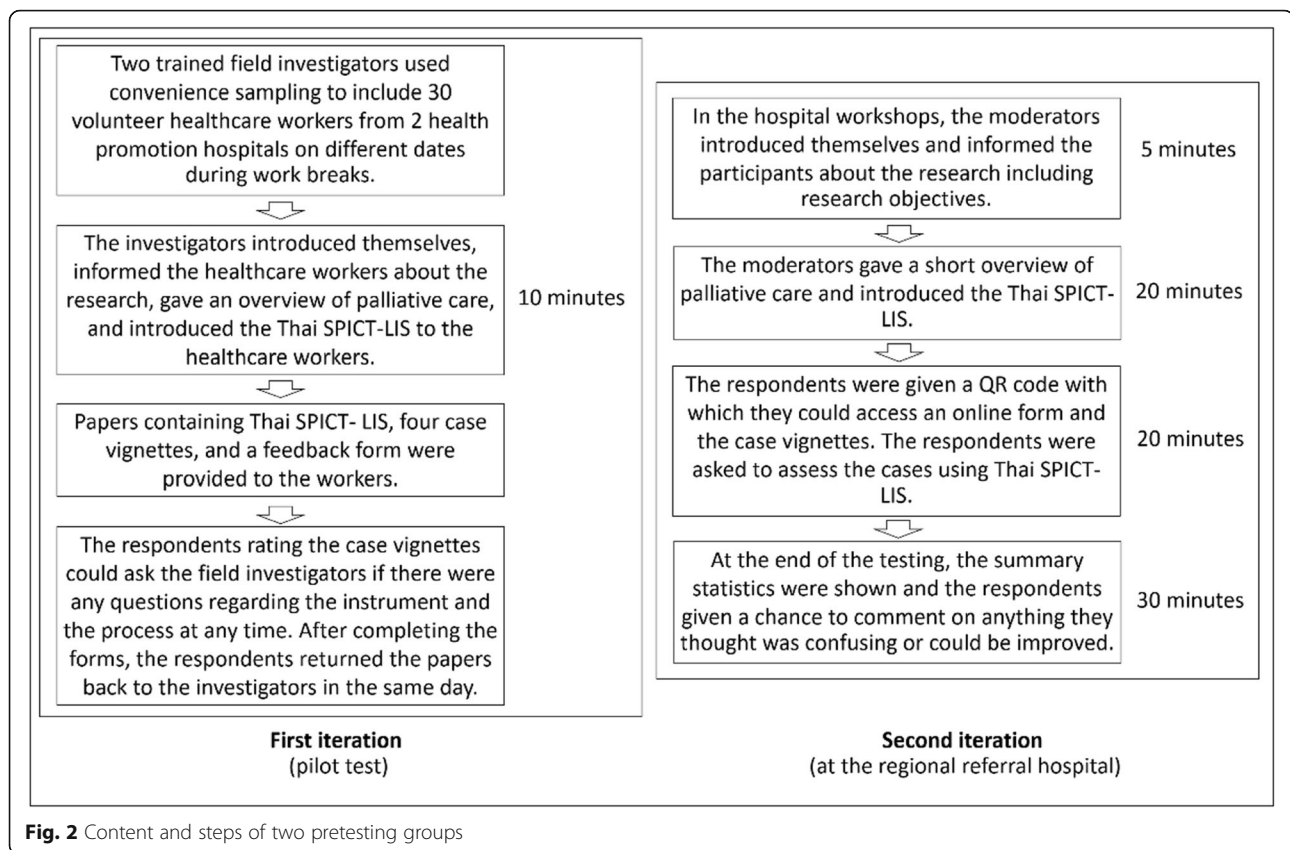 Two trained field investigators used
convenience sampling to include 30
volunteer healthcare workers from 2 health
promotion hospitals on different dates
during work breaks.
The investigators introduced themselves,
informed the healthcare workers about the
research, gave an overview of palliative care,
and introduced the Thai SPICT-LIS to the
healthcare workers.
10 minutes
Papers containing Thai SPICT- LIS, four case
vignettes, and a feedback form were
provided to the workers.
The respondents rating the case vignettes
could ask the field investigators if there were
any questions regarding the instrument and
the process at any time. After completing the
forms, the respondents returned the papers
back to the investigators in the same day.
First iteration
(pilot test)
In the hospital workshops, the moderators
introduced themselves and informed the
participants about the research including
research objectives.
5 minutes
The moderators gave a short overview of
palliative care and introduced the Thai SPICT-
LIS.
20 minutes
The respondents were given a QR code with
which they could access an online form and
the case vignettes. The respondents were
asked to assess the cases using Thai SPICT-
LIS.
20 minutes
At the end of the testing, the summary
statistics were shown and the respondents
given a chance to comment on anything they
thought was confusing or could be improved.
30 minutes
Second iteration
(at the regional referral hospital)
Fig. 2 Content and steps of two pretesting groups